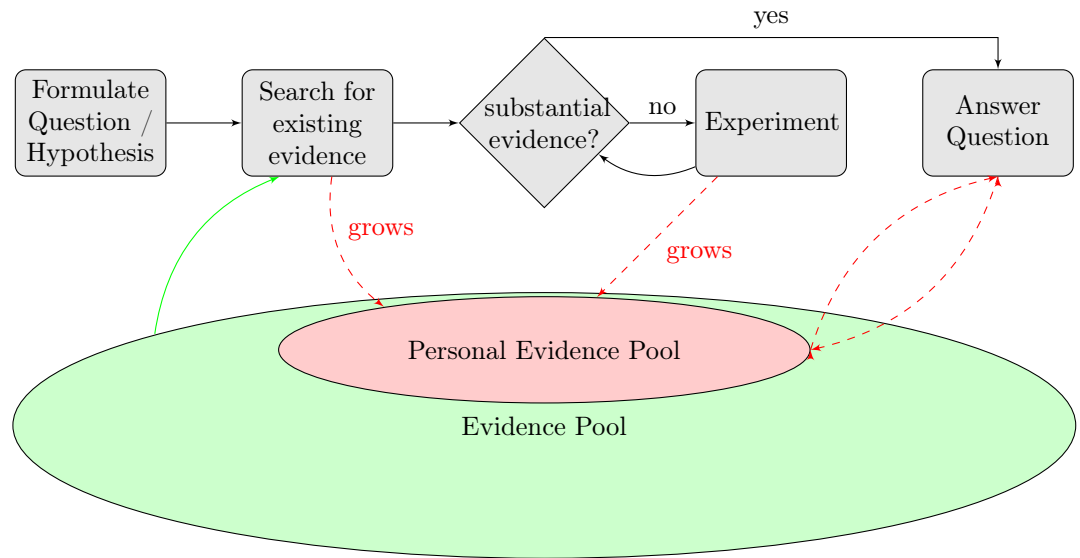 yes
Formulate
Question /
Hypothesis
Search for
existing
evidence
substantial
evidence?
no
Experiment
Answer
Question
grows
grows
Personal Evidence Pool
Evidence Pool